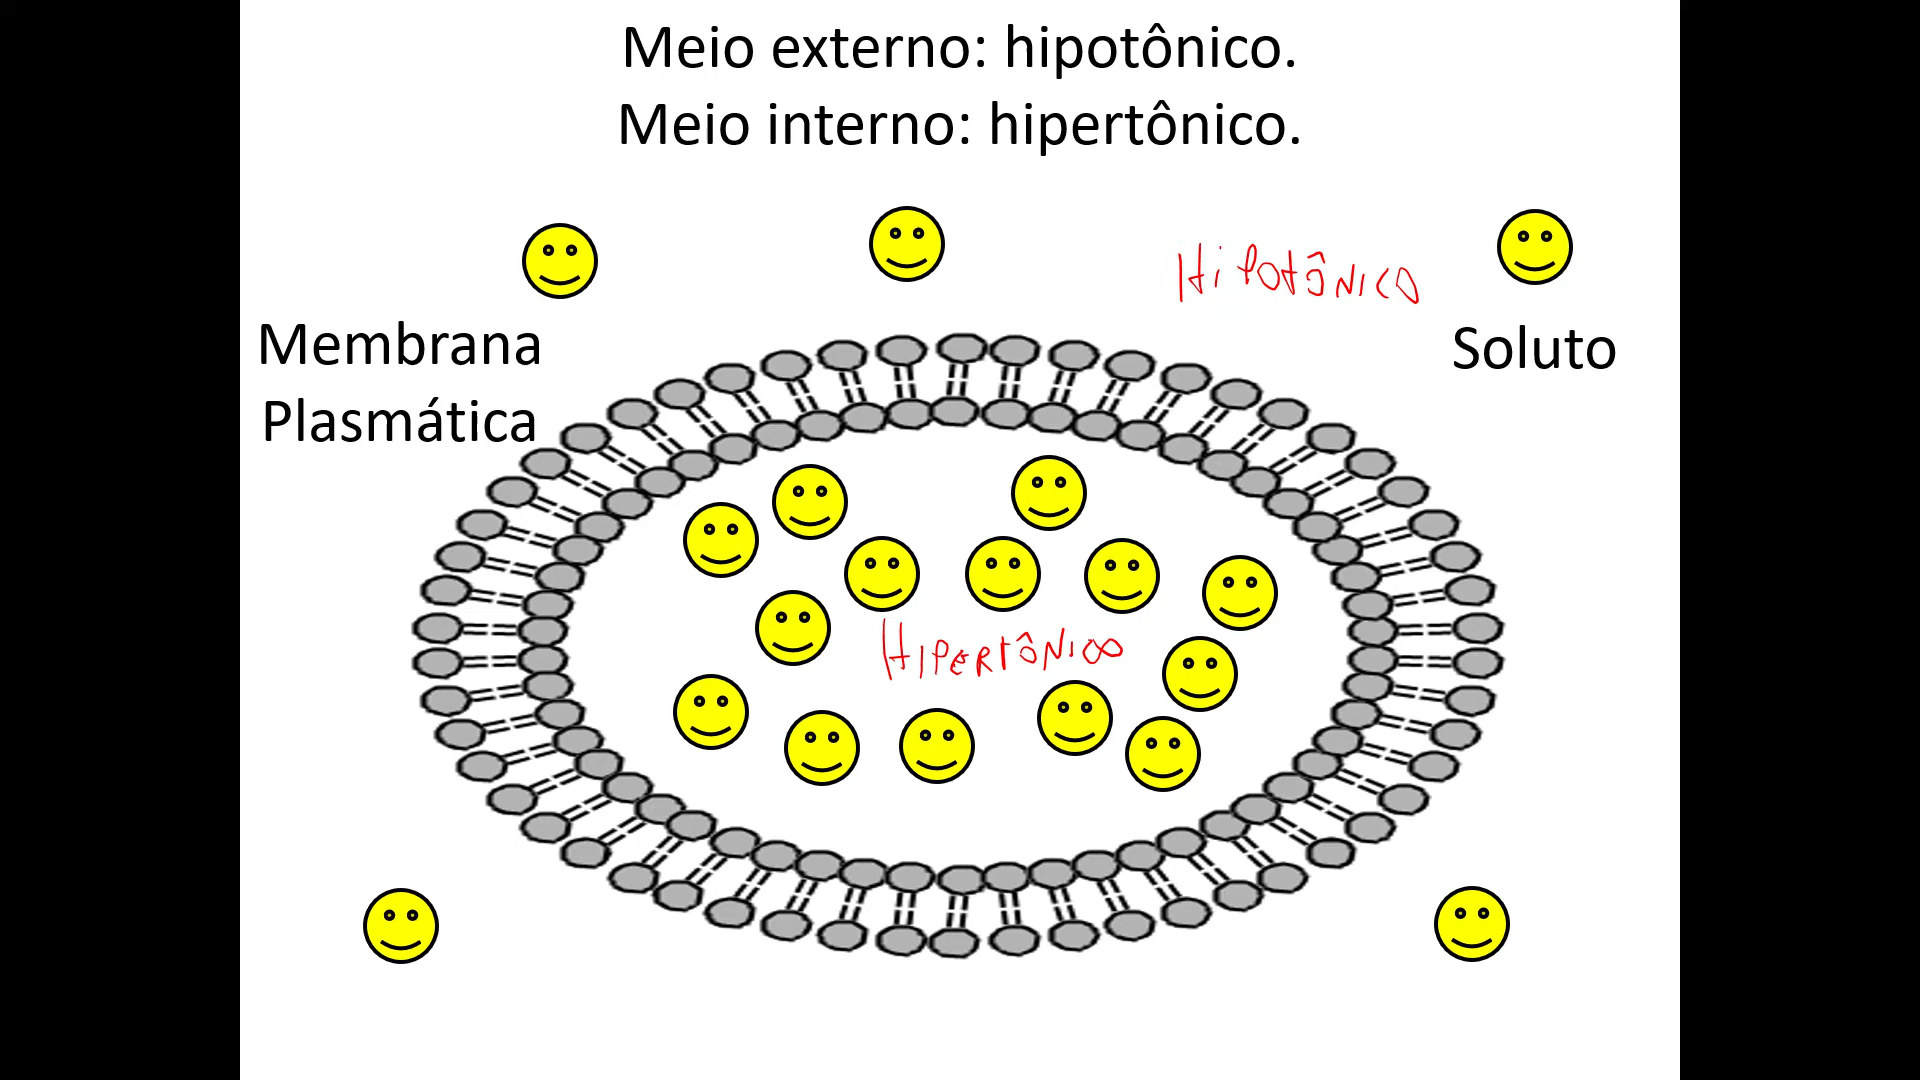 Meio externo: hipotônico.
Meio interno: hipertônico.
Hipotônico
Membrana
Plasmática
Soluto
Hipertônico